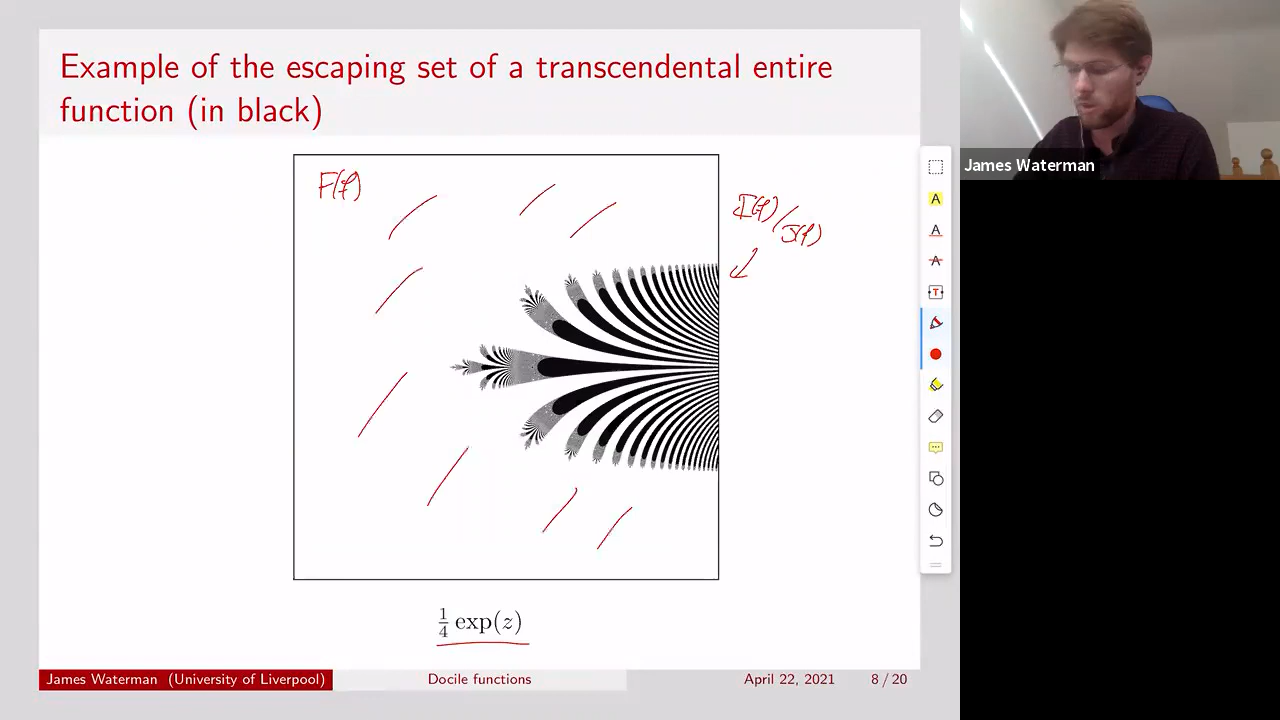 Example of the escaping set of a transcendental entire
function (in black)
F(f)
I(f)/J(f)
1/4 exp(z)
James Waterman (University of Liverpool)
Docile functions
April 22, 2021
8 / 20
James Waterman
A
A
A
T